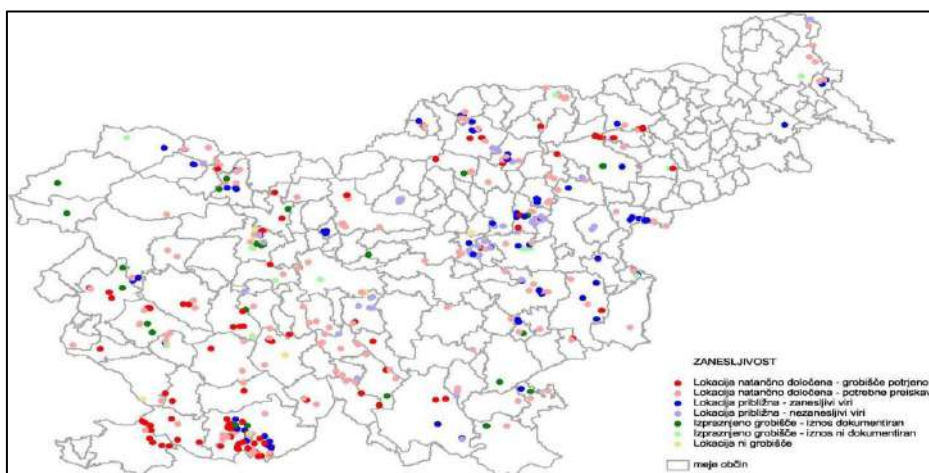 ZANESLJIVOST
Lokacija natančno določena - grobišče potrjeno
Lokacija natančno določena - potrebne preiskav
Lokacija približna - zanesljivi viri
Lokacija približna - nezanesljivi viri
Izpraznjeno grobišče - iznos dokumentiran
Izpraznjeno grobišče - iznos ni dokumentiran
Lokacija ni grobišče
meje občin